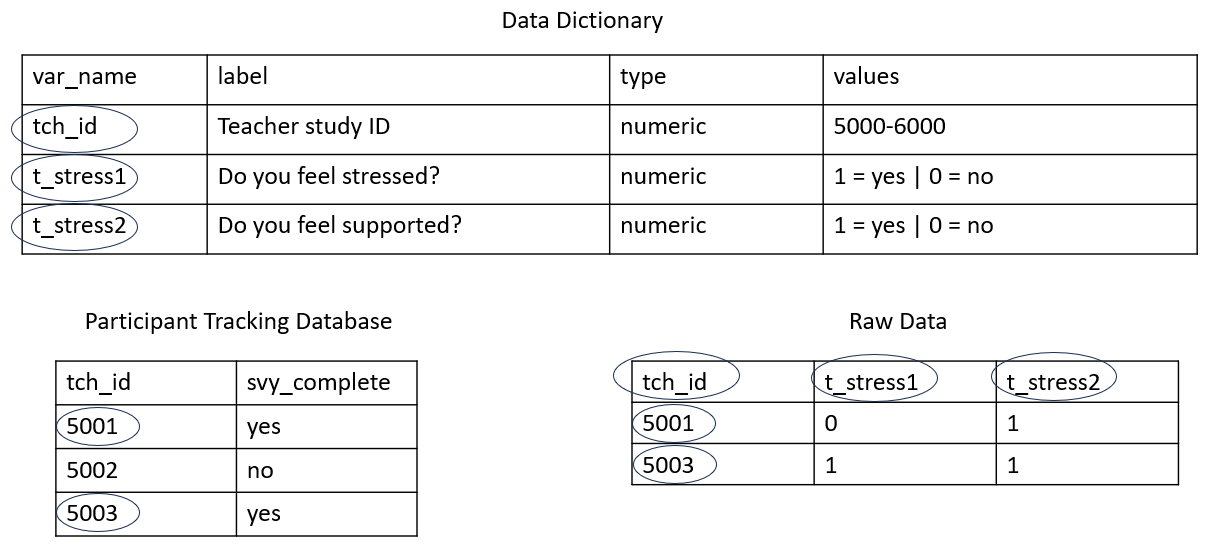 Data Dictionary
var_name label type values
tch_id Teacher study ID numeric 5000-6000
t_stress1 Do you feel stressed? numeric 1 = yes | 0 = no
t_stress2 Do you feel supported? numeric 1 = yes | 0 = no
Participant Tracking Database
tch_id svy_complete
5001 yes
5002 no
5003 yes
Raw Data
tch_id t_stress1 t_stress2
5001 0 1
5003 1 1